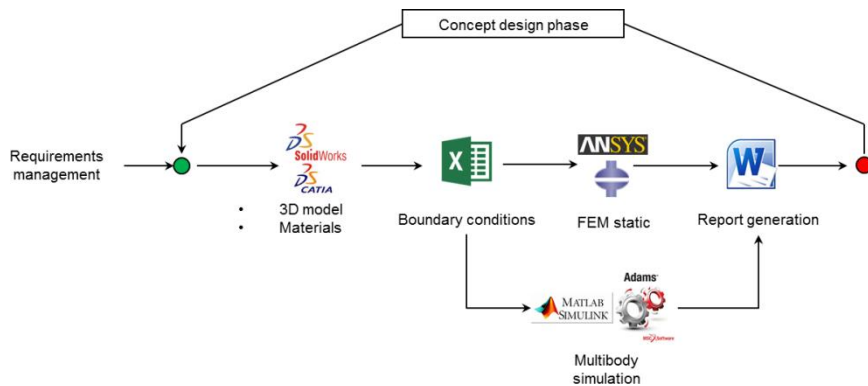 Concept design phase
Requirements
management
SolidWorks
CATIA
• 3D model
• Materials
X
Boundary conditions
ANSYS
FEM static
W
Report generation
MATLAB
SIMULINK
Adams
Multibody
simulation